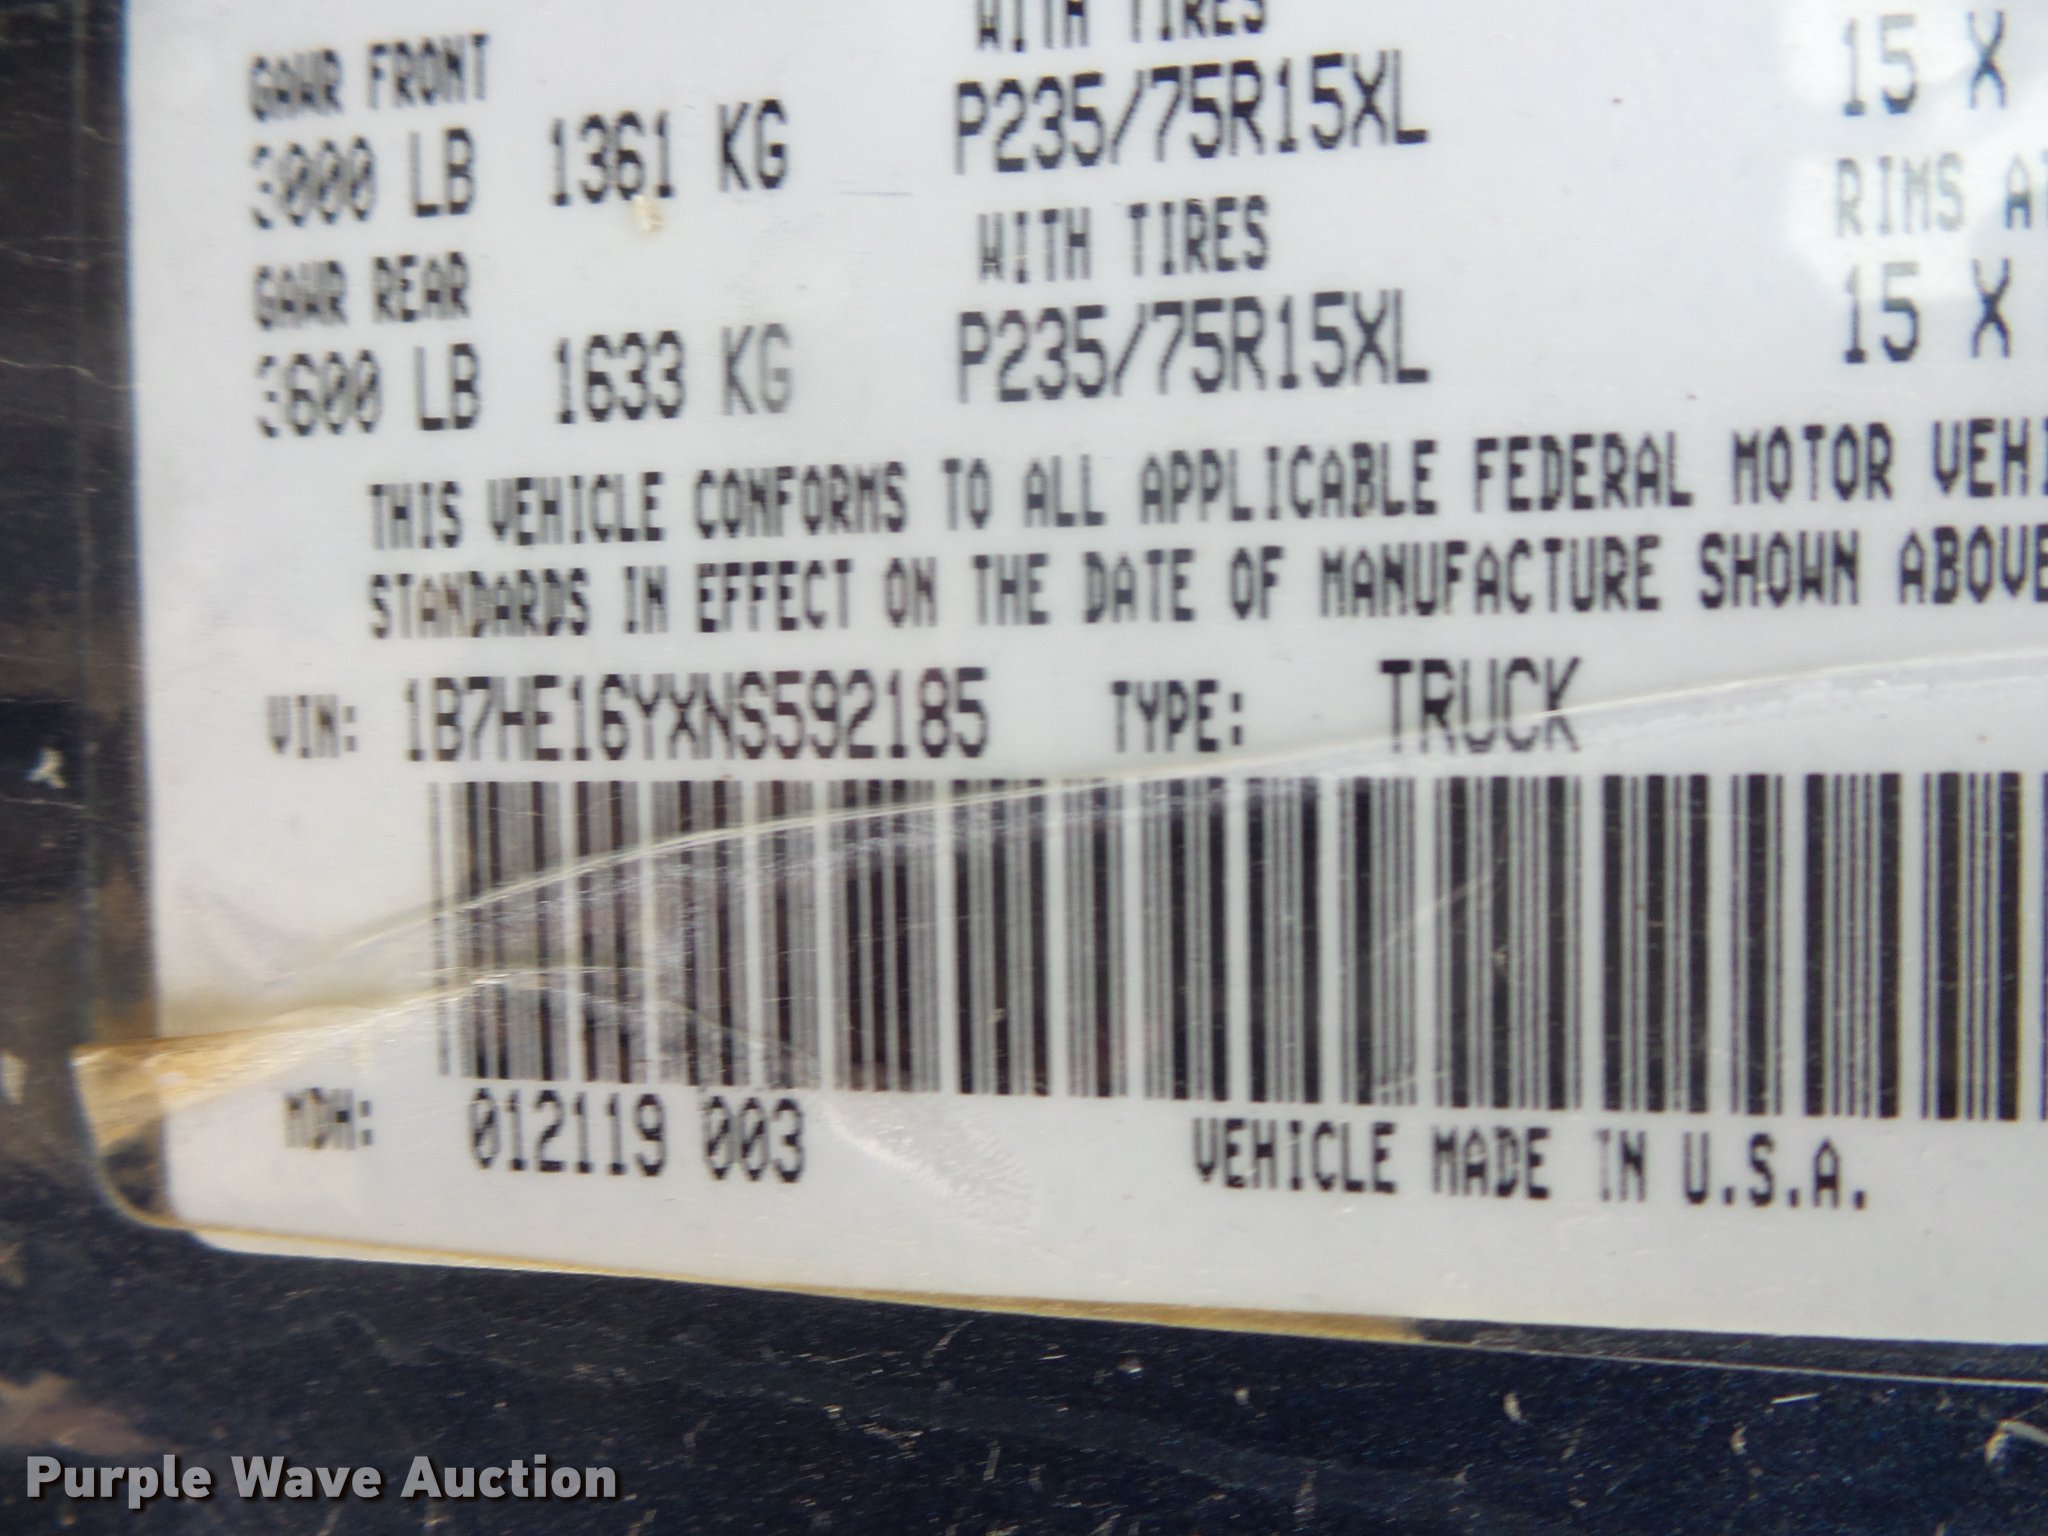 WITH TIRES
GAWR FRONT
3000 LB 1361 KG P235/75R15XL 15 X
WITH TIRES RIMS AT
GAWR REAR
3600 LB 1633 KG P235/75R15XL 15 X
THIS VEHICLE CONFORMS TO ALL APPLICABLE FEDERAL MOTOR VEHI
STANDARDS IN EFFECT ON THE DATE OF MANUFACTURE SHOWN ABOVE
VIN: 1B7HE16YXNS592185 TYPE: TRUCK
MDH: 012119 003 VEHICLE MADE IN U.S.A.
Purple Wave Auction